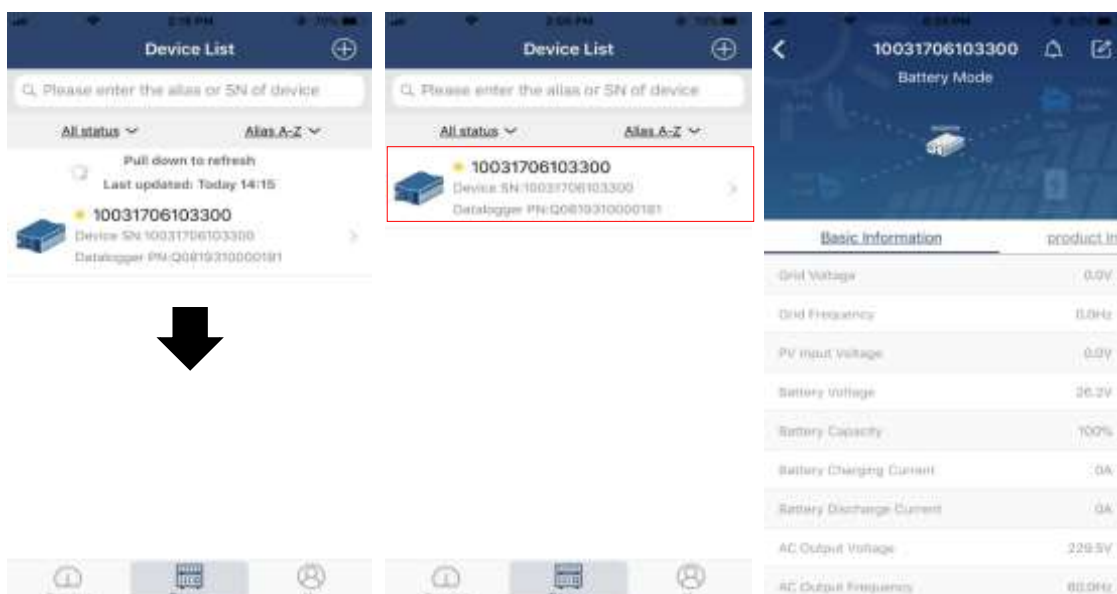 2:16 PM
Device List
Please enter the alias or SN of device
All status
Alias A-Z
Pull down to refresh
Last updated: Today 14:15
10031706103300
Device SN:10031706103300
Datalogger PN:Q0819310000181
Device List
Please enter the alias or SN of device
All status
Alias A-Z
10031706103300
Device SN:10031706103300
Datalogger PN:Q0819310000181
10031706103300
Battery Mode
Basic Information
product In
Grid Voltage 0.0V
Grid Frequency 0.0Hz
PV Input Voltage 0.0V
Battery Voltage 26.2V
Battery Capacity 100%
Battery Charging Current 0A
Battery Discharge Current 0A
AC Output Voltage 229.5V
AC Output Frequency 60.0Hz